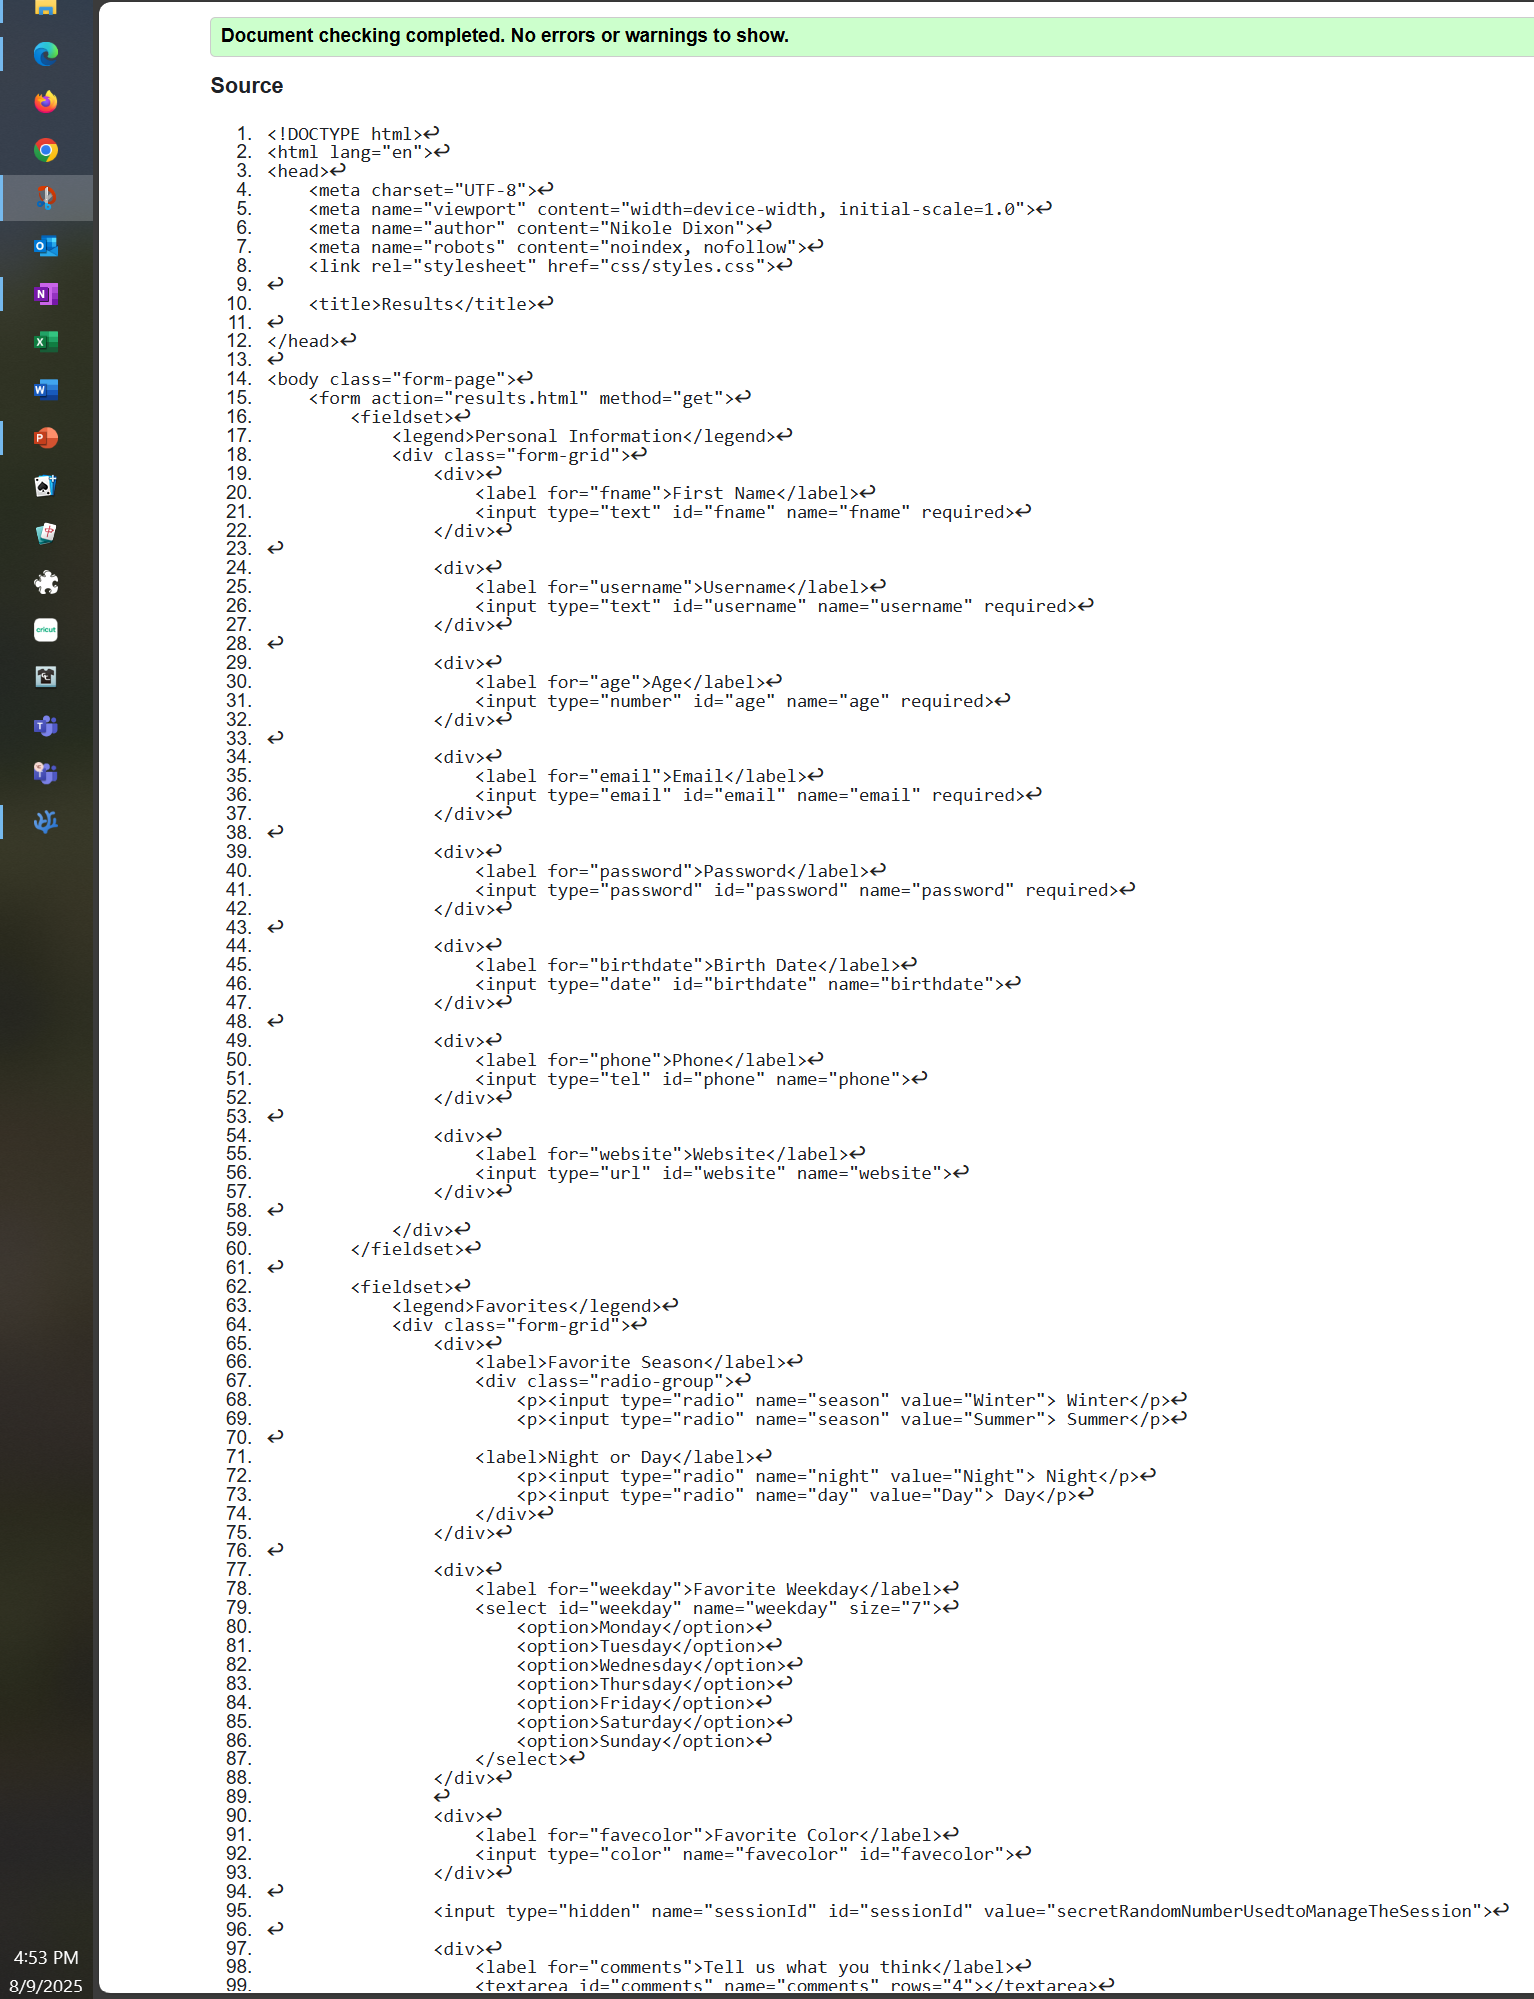 Document checking completed. No errors or warnings to show.
Source
1. <!DOCTYPE html>↩
2. <html lang="en">↩
3. <head>↩
4.     <meta charset="UTF-8">↩
5.     <meta name="viewport" content="width=device-width, initial-scale=1.0">↩
6.     <meta name="author" content="Nikole Dixon">↩
7.     <meta name="robots" content="noindex, nofollow">↩
8.     <link rel="stylesheet" href="css/styles.css">↩
9. ↩
10.     <title>Results</title>↩
11. ↩
12. </head>↩
13. ↩
14. <body class="form-page">↩
15.     <form action="results.html" method="get">↩
16.         <fieldset>↩
17.             <legend>Personal Information</legend>↩
18.             <div class="form-grid">↩
19.                 <div>↩
20.                     <label for="fname">First Name</label>↩
21.                     <input type="text" id="fname" name="fname" required>↩
22.                 </div>↩
23. ↩
24.                 <div>↩
25.                     <label for="username">Username</label>↩
26.                     <input type="text" id="username" name="username" required>↩
27.                 </div>↩
28. ↩
29.                 <div>↩
30.                     <label for="age">Age</label>↩
31.                     <input type="number" id="age" name="age" required>↩
32.                 </div>↩
33. ↩
34.                 <div>↩
35.                     <label for="email">Email</label>↩
36.                     <input type="email" id="email" name="email" required>↩
37.                 </div>↩
38. ↩
39.                 <div>↩
40.                     <label for="password">Password</label>↩
41.                     <input type="password" id="password" name="password" required>↩
42.                 </div>↩
43. ↩
44.                 <div>↩
45.                     <label for="birthdate">Birth Date</label>↩
46.                     <input type="date" id="birthdate" name="birthdate">↩
47.                 </div>↩
48. ↩
49.                 <div>↩
50.                     <label for="phone">Phone</label>↩
51.                     <input type="tel" id="phone" name="phone">↩
52.                 </div>↩
53. ↩
54.                 <div>↩
55.                     <label for="website">Website</label>↩
56.                     <input type="url" id="website" name="website">↩
57.                 </div>↩
58. ↩
59.             </div>↩
60.         </fieldset>↩
61. ↩
62.         <fieldset>↩
63.             <legend>Favorites</legend>↩
64.             <div class="form-grid">↩
65.                 <div>↩
66.                     <label>Favorite Season</label>↩
67.                     <div class="radio-group">↩
68.                         <p><input type="radio" name="season" value="Winter"> Winter</p>↩
69.                         <p><input type="radio" name="season" value="Summer"> Summer</p>↩
70. ↩
71.                     <label>Night or Day</label>↩
72.                         <p><input type="radio" name="night" value="Night"> Night</p>↩
73.                         <p><input type="radio" name="day" value="Day"> Day</p>↩
74.                     </div>↩
75.                 </div>↩
76. ↩
77.                 <div>↩
78.                     <label for="weekday">Favorite Weekday</label>↩
79.                     <select id="weekday" name="weekday" size="7">↩
80.                         <option>Monday</option>↩
81.                         <option>Tuesday</option>↩
82.                         <option>Wednesday</option>↩
83.                         <option>Thursday</option>↩
84.                         <option>Friday</option>↩
85.                         <option>Saturday</option>↩
86.                         <option>Sunday</option>↩
87.                     </select>↩
88.                 </div>↩
89.                 ↩
90.                 <div>↩
91.                     <label for="favecolor">Favorite Color</label>↩
92.                     <input type="color" name="favecolor" id="favecolor">↩
93.                 </div>↩
94. ↩
95.                 <input type="hidden" name="sessionId" id="sessionId" value="secretRandomNumberUsedtoManageTheSession">↩
96. ↩
97.                 <div>↩
98.                     <label for="comments">Tell us what you think</label>↩
99.                     <textarea id="comments" name="comments" rows="4"></textarea>↩
cricut
4:53 PM
8/9/2025